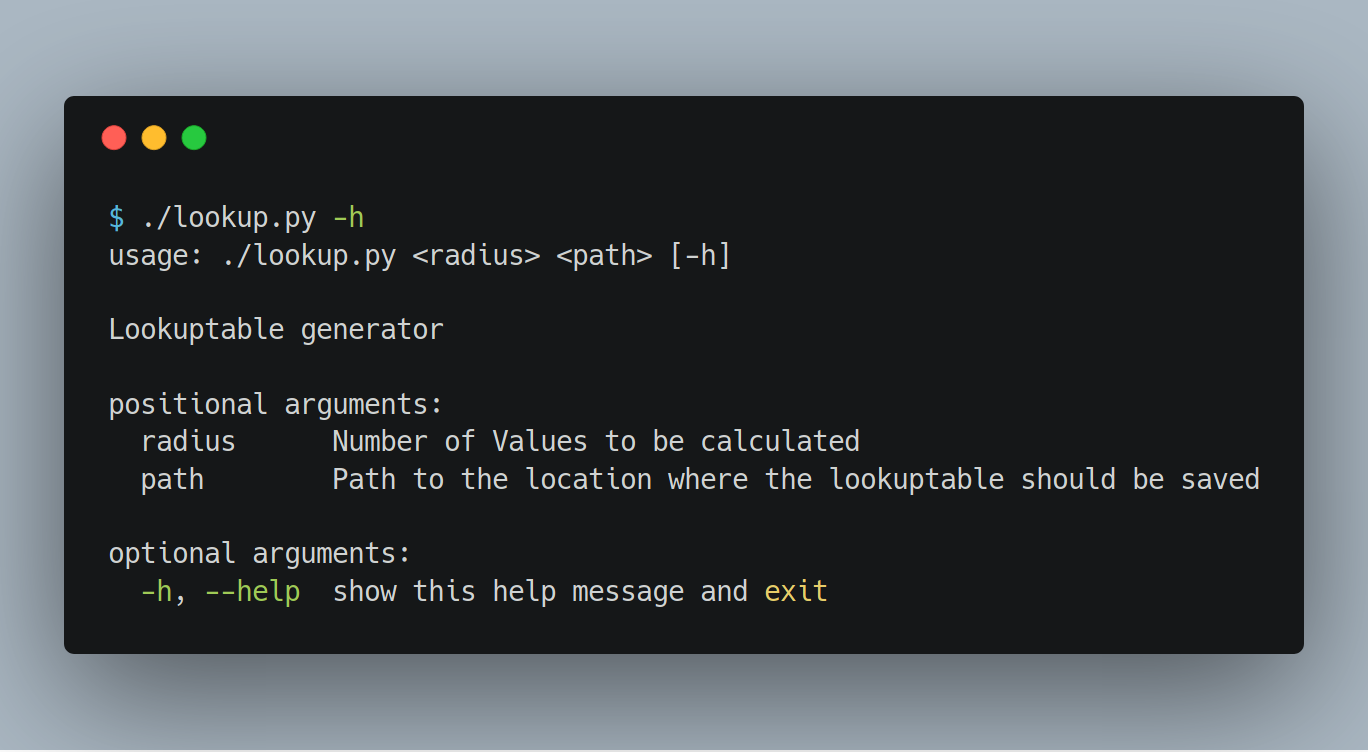 $ ./lookup.py -h
usage: ./lookup.py <radius> <path> [-h]
Lookuptable generator
positional arguments:
radius      Number of Values to be calculated
path        Path to the location where the lookuptable should be saved
optional arguments:
-h, --help  show this help message and exit